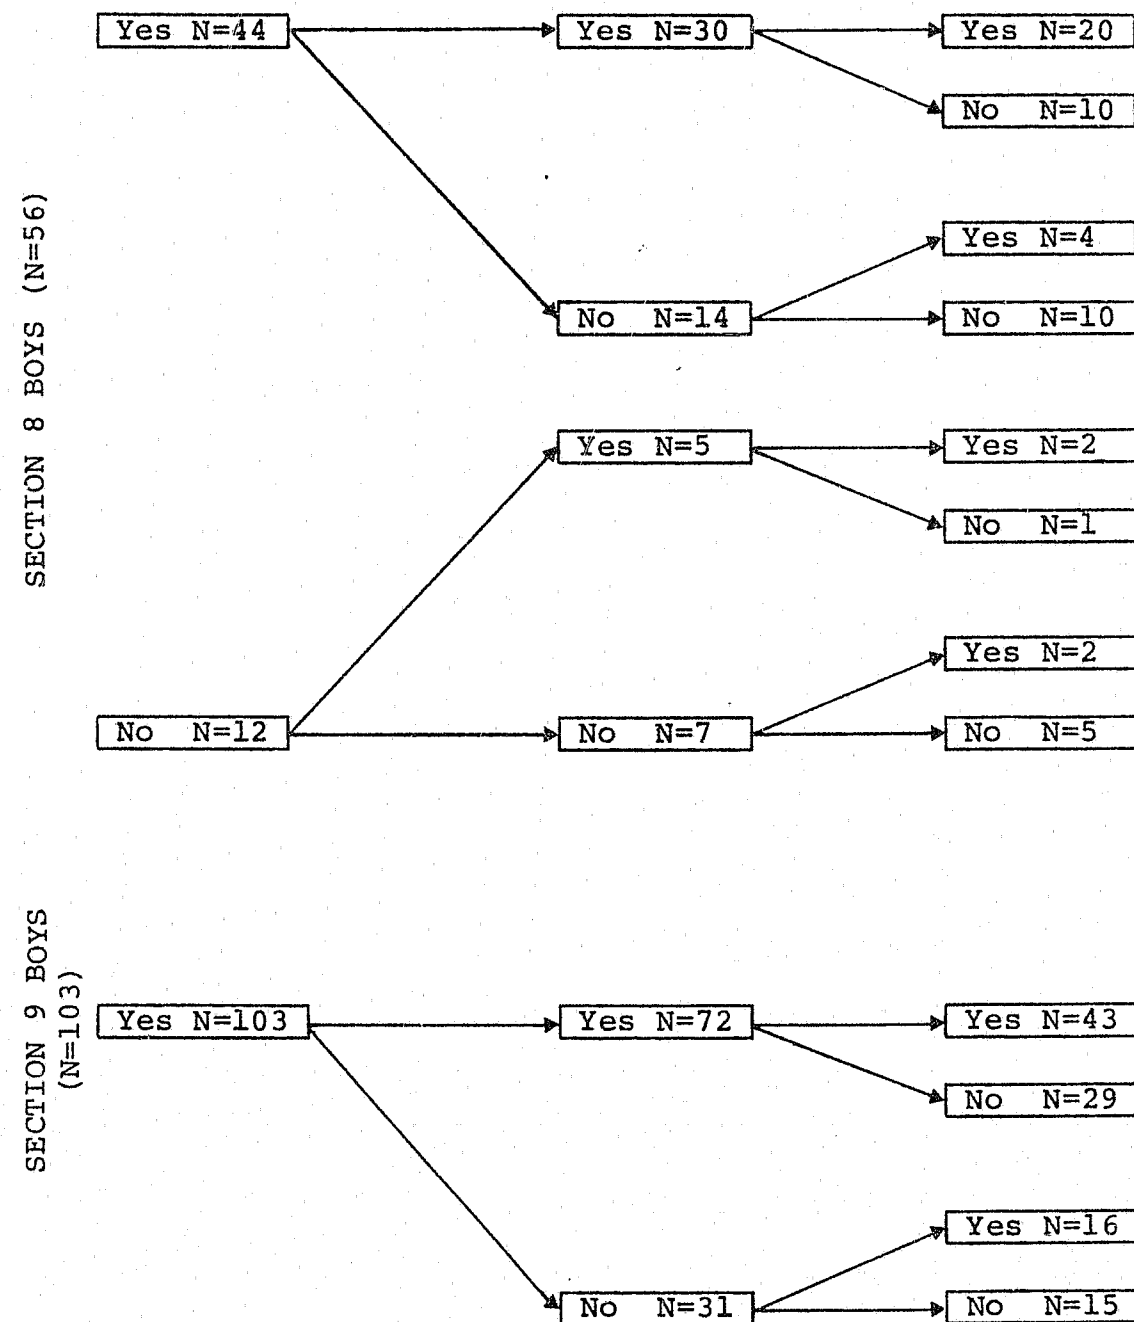 SECTION 8 BOYS (N=56)
Yes N=44
Yes N=30
Yes N=20
No N=10
Yes N=4
No N=14
No N=10
Yes N=5
Yes N=2
No N=1
Yes N=2
No N=12
No N=7
No N=5
SECTION 9 BOYS
(N=103)
Yes N=103
Yes N=72
Yes N=43
No N=29
Yes N=16
No N=31
No N=15